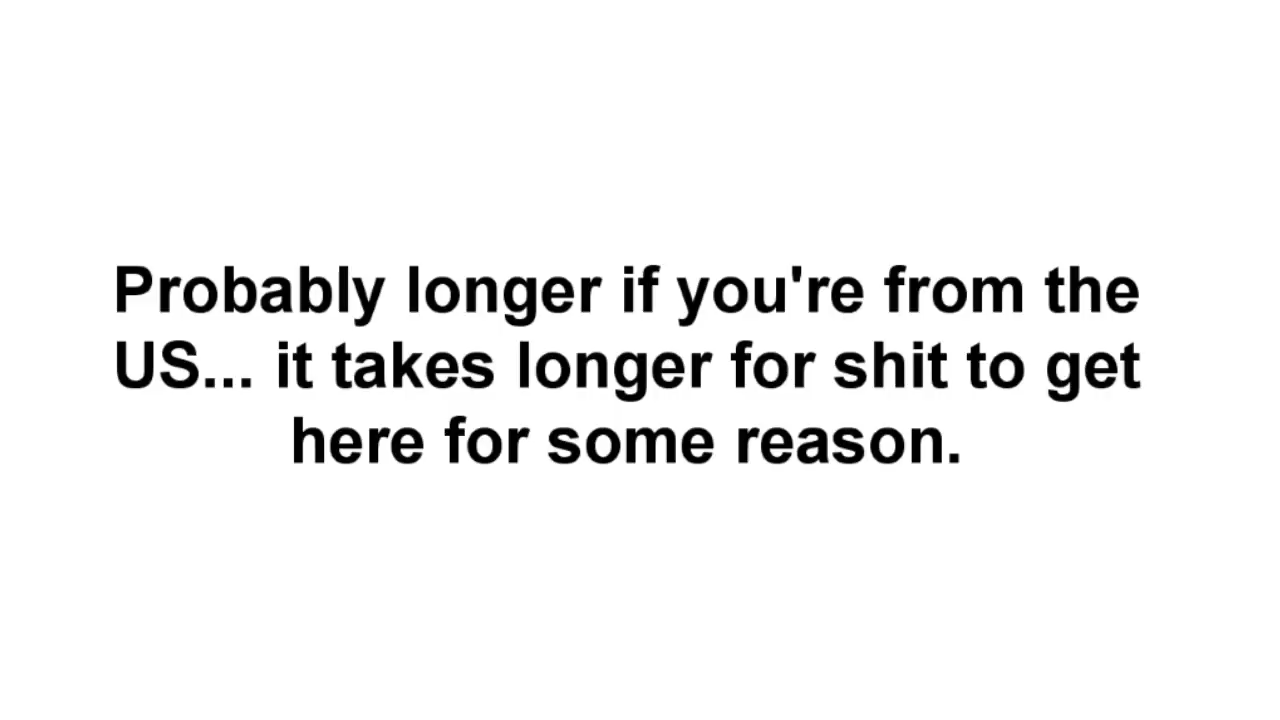 Probably longer if you're from the
US... it takes longer for shit to get
here for some reason.